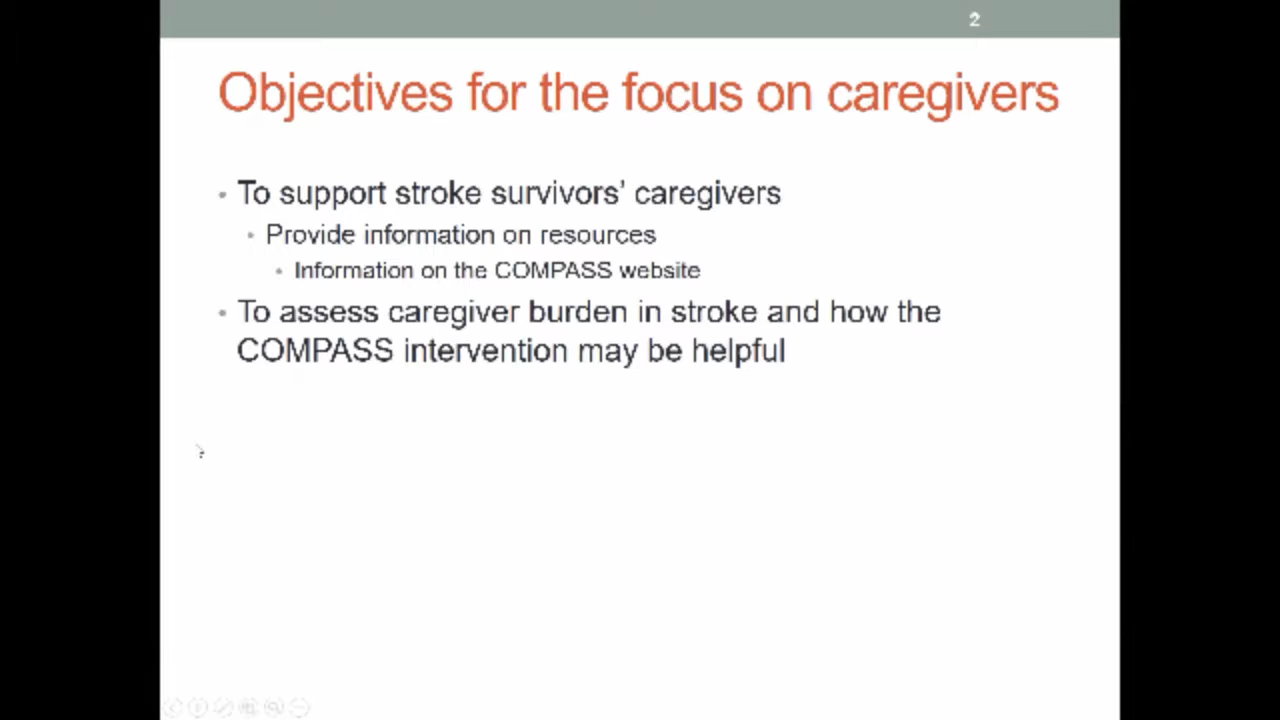 2
Objectives for the focus on caregivers
• To support stroke survivors’ caregivers
• Provide information on resources
• Information on the COMPASS website
• To assess caregiver burden in stroke and how the
COMPASS intervention may be helpful